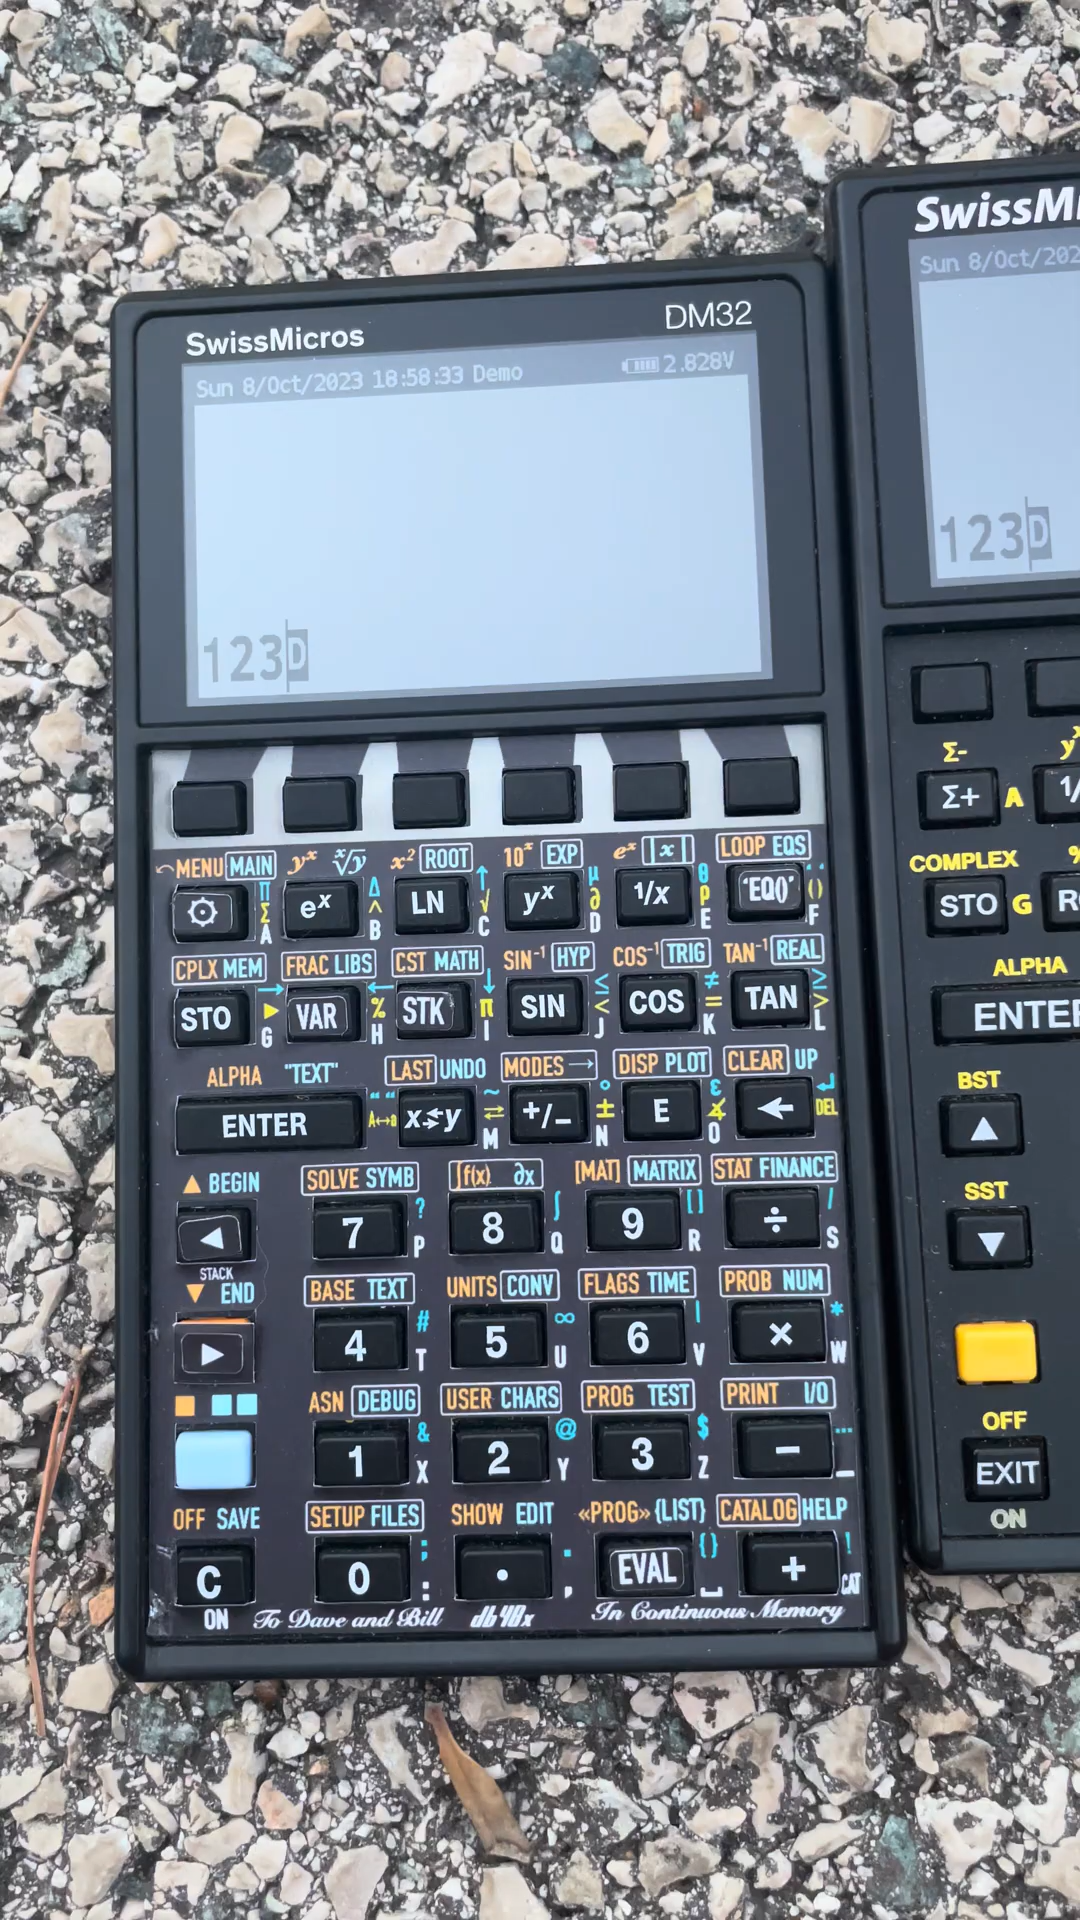 SwissMicros DM32
Sun 8/Oct/2023 18:58:33 Demo 2.828V
123D
MENU MAIN yˣ ˣ√y x² ROOT 10ˣ EXP eˣ |x| LOOP EQS
eˣ LN yˣ 1/x 'EQ()'
Π Σ A Δ ^ B ↑ √ C μ ∂ D θ ρ E ' ' () F
CPLX MEM FRAC LIBS CST MATH SIN⁻¹ HYP COS⁻¹ TRIG TAN⁻¹ REAL
STO VAR STK SIN COS TAN
→ ▶ G ← % H ↓ π I ≤ < J ≠ = K ≥ > L
ALPHA "TEXT" LAST UNDO MODES → DISP PLOT CLEAR UP
ENTER x⇆y +/− E ←
" " A↔a ~ ⇄ M ° ± N ε ∡ O ↲ DEL
▲ BEGIN SOLVE SYMB ∫f(x) ∂x [MAT] MATRIX STAT FINANCE
◀ 7 8 9 ÷
? P ∫ Q [] R / S
STACK
▼ END BASE TEXT UNITS CONV FLAGS TIME PROB NUM
▶ 4 5 6 ×
# T ∞ U | V * W
ASN DEBUG USER CHARS PROG TEST PRINT I/O
1 2 3 −
& X @ Y $ Z … _
OFF SAVE SETUP FILES SHOW EDIT «PROG» {LIST} CATALOG HELP
C 0 · EVAL +
; : . , {} ␣ ! CAT
ON To Dave and Bill db48x In Continuous Memory
SwissMi
Sun 8/Oct/202
123D
Σ-
Σ+ A
COMPLEX
STO G
ALPHA
ENTER
BST
▲
SST
▼
OFF
EXIT
ON